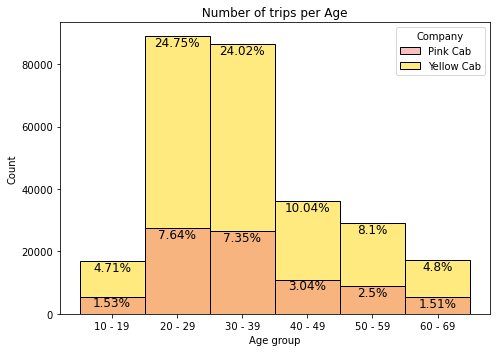 Number of trips per Age
Company
Pink Cab
Yellow Cab
24.75%
24.02%
10.04%
8.1%
4.71%
4.8%
7.64%
7.35%
3.04%
2.5%
1.53%
1.51%
Count
80000
60000
40000
20000
0
10 - 19
20 - 29
30 - 39
40 - 49
50 - 59
60 - 69
Age group